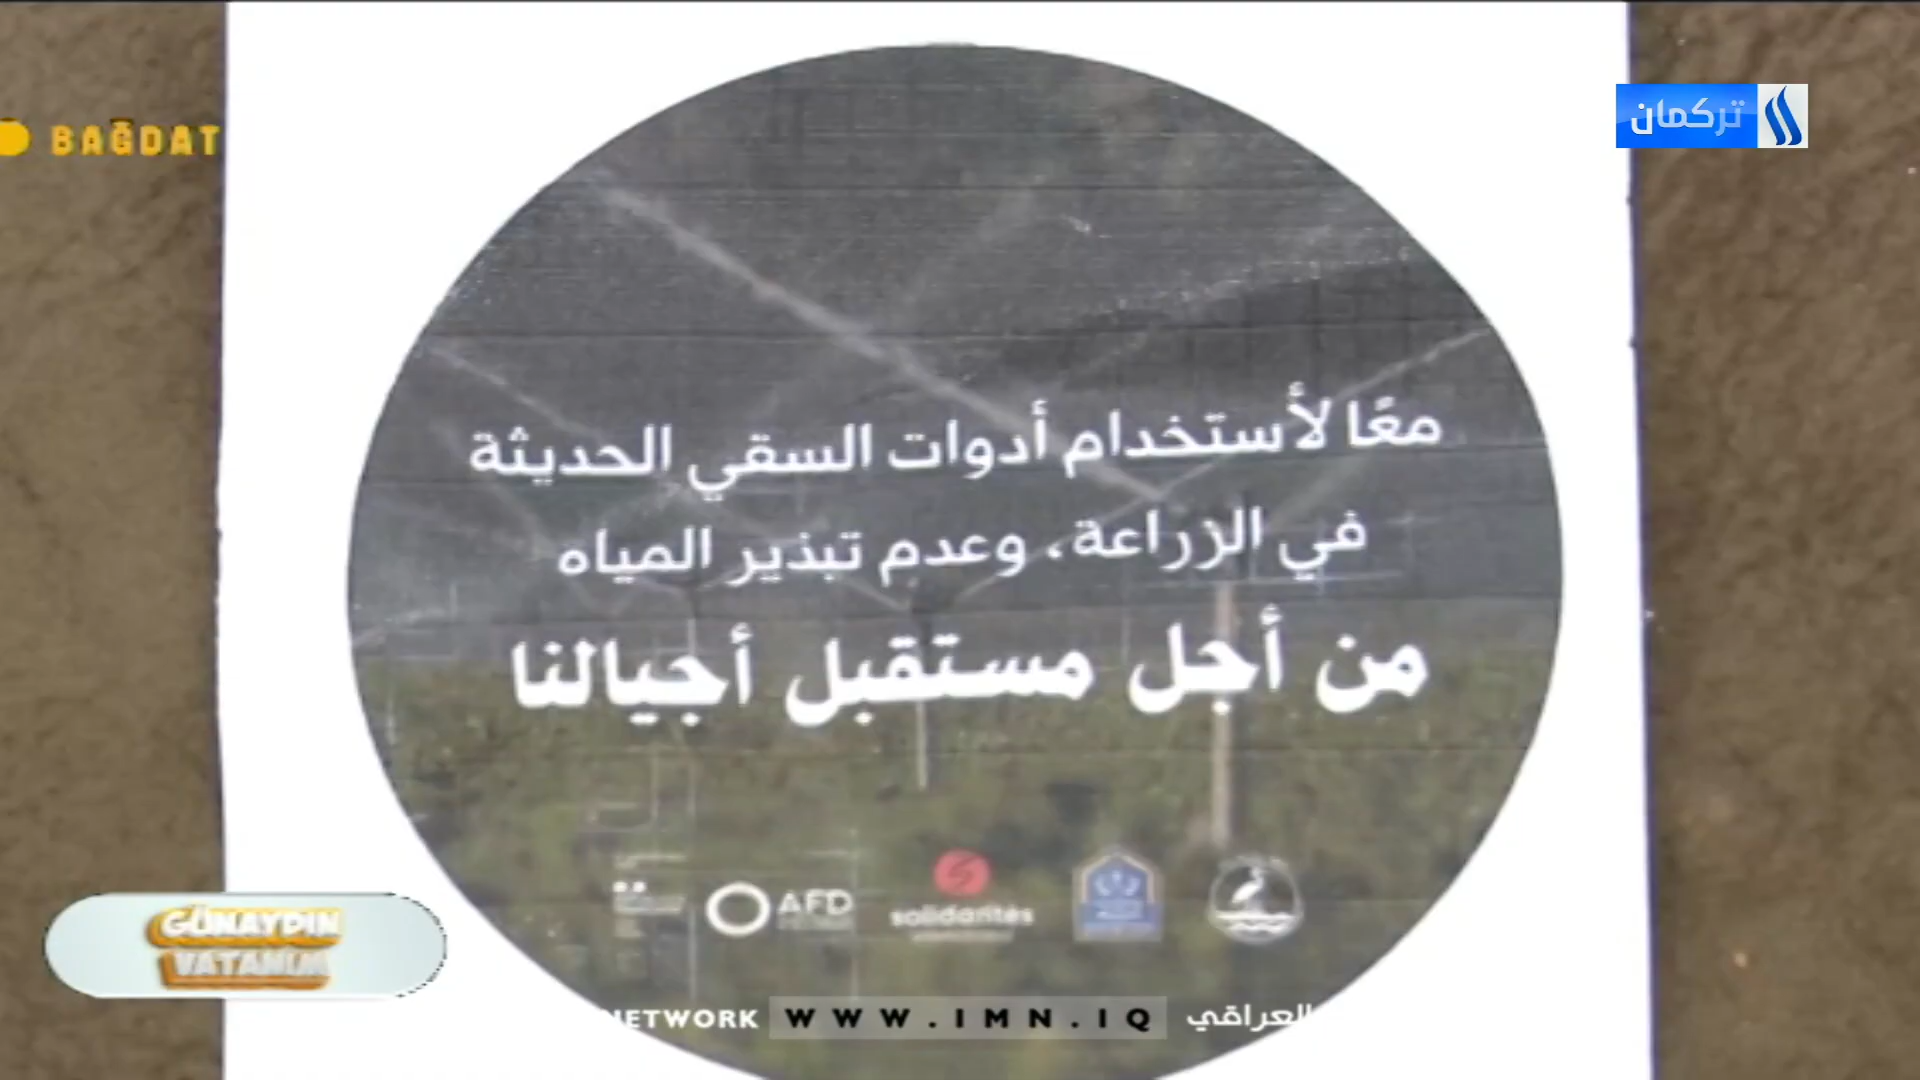 BAĞDAT
تركمان
معًا لأستخدام أدوات السقي الحديثة
في الزراعة، وعدم تبذير المياه
من أجل مستقبل أجيالنا
AFD
solidarités
GÜNAYDIN
VATANIM
NETWORK WWW.IMN.IQ العراقي